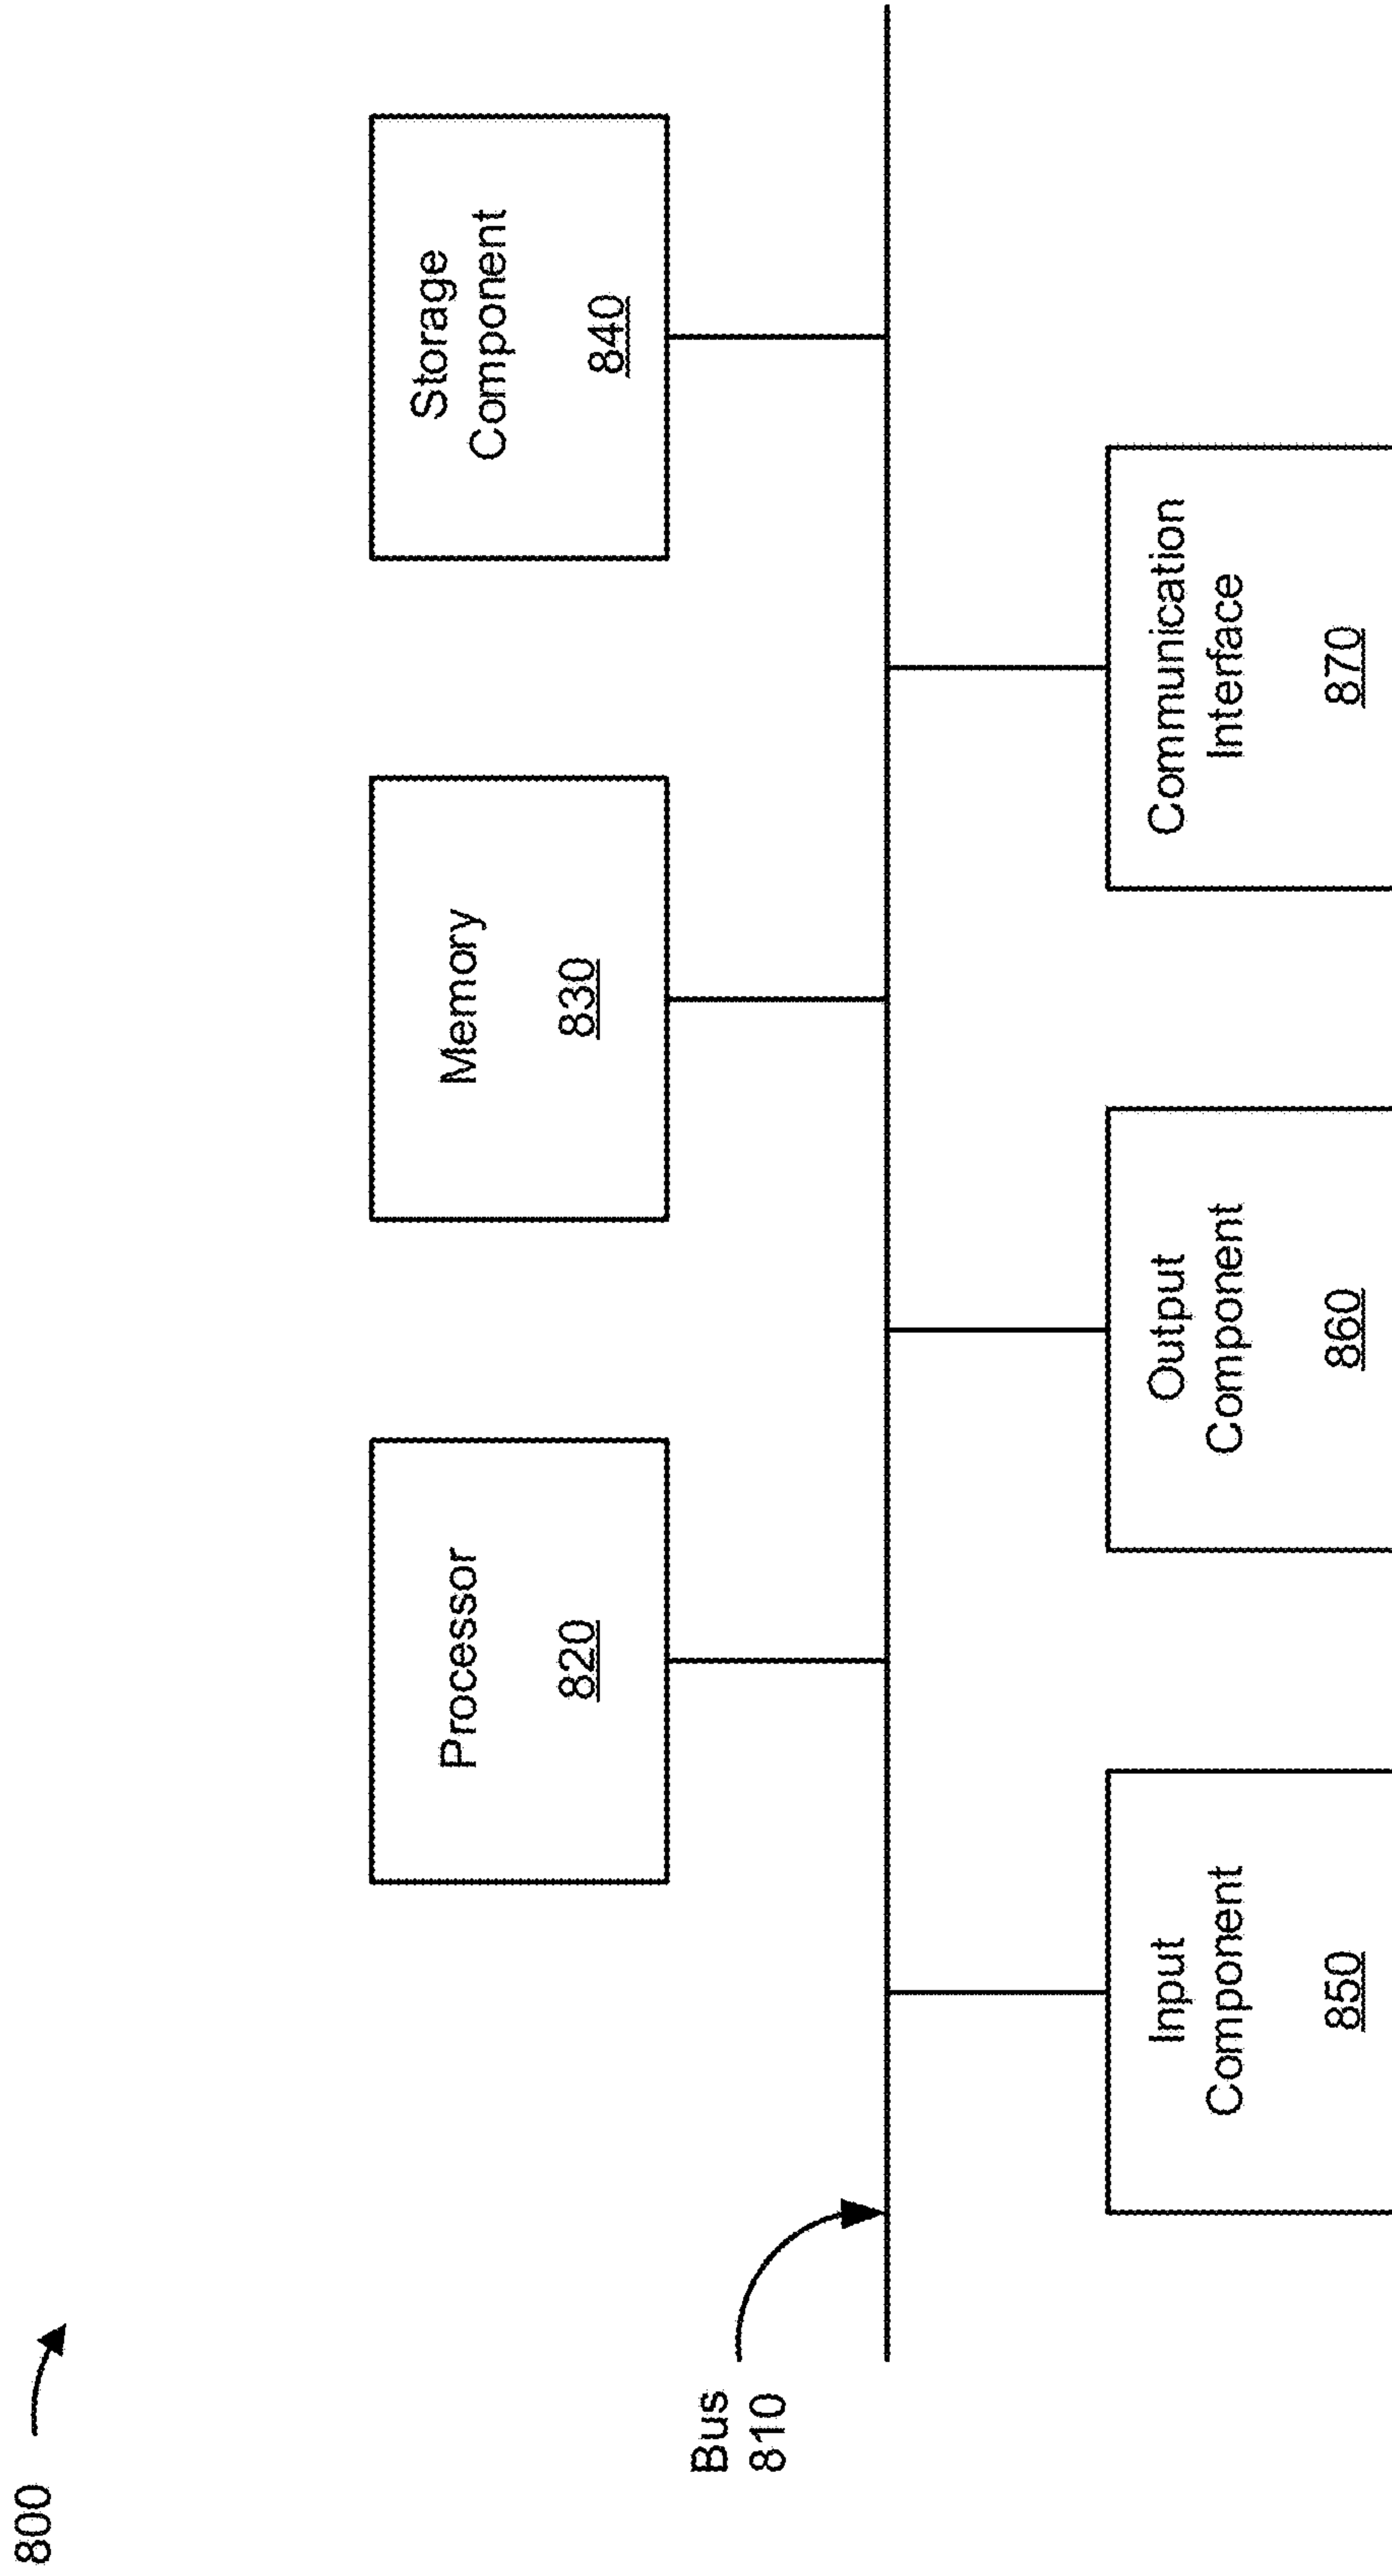 800
Bus
810
Processor
820
Memory
830
Storage
Component
840
Input
Component
850
Output
Component
860
Communication
Interface
870